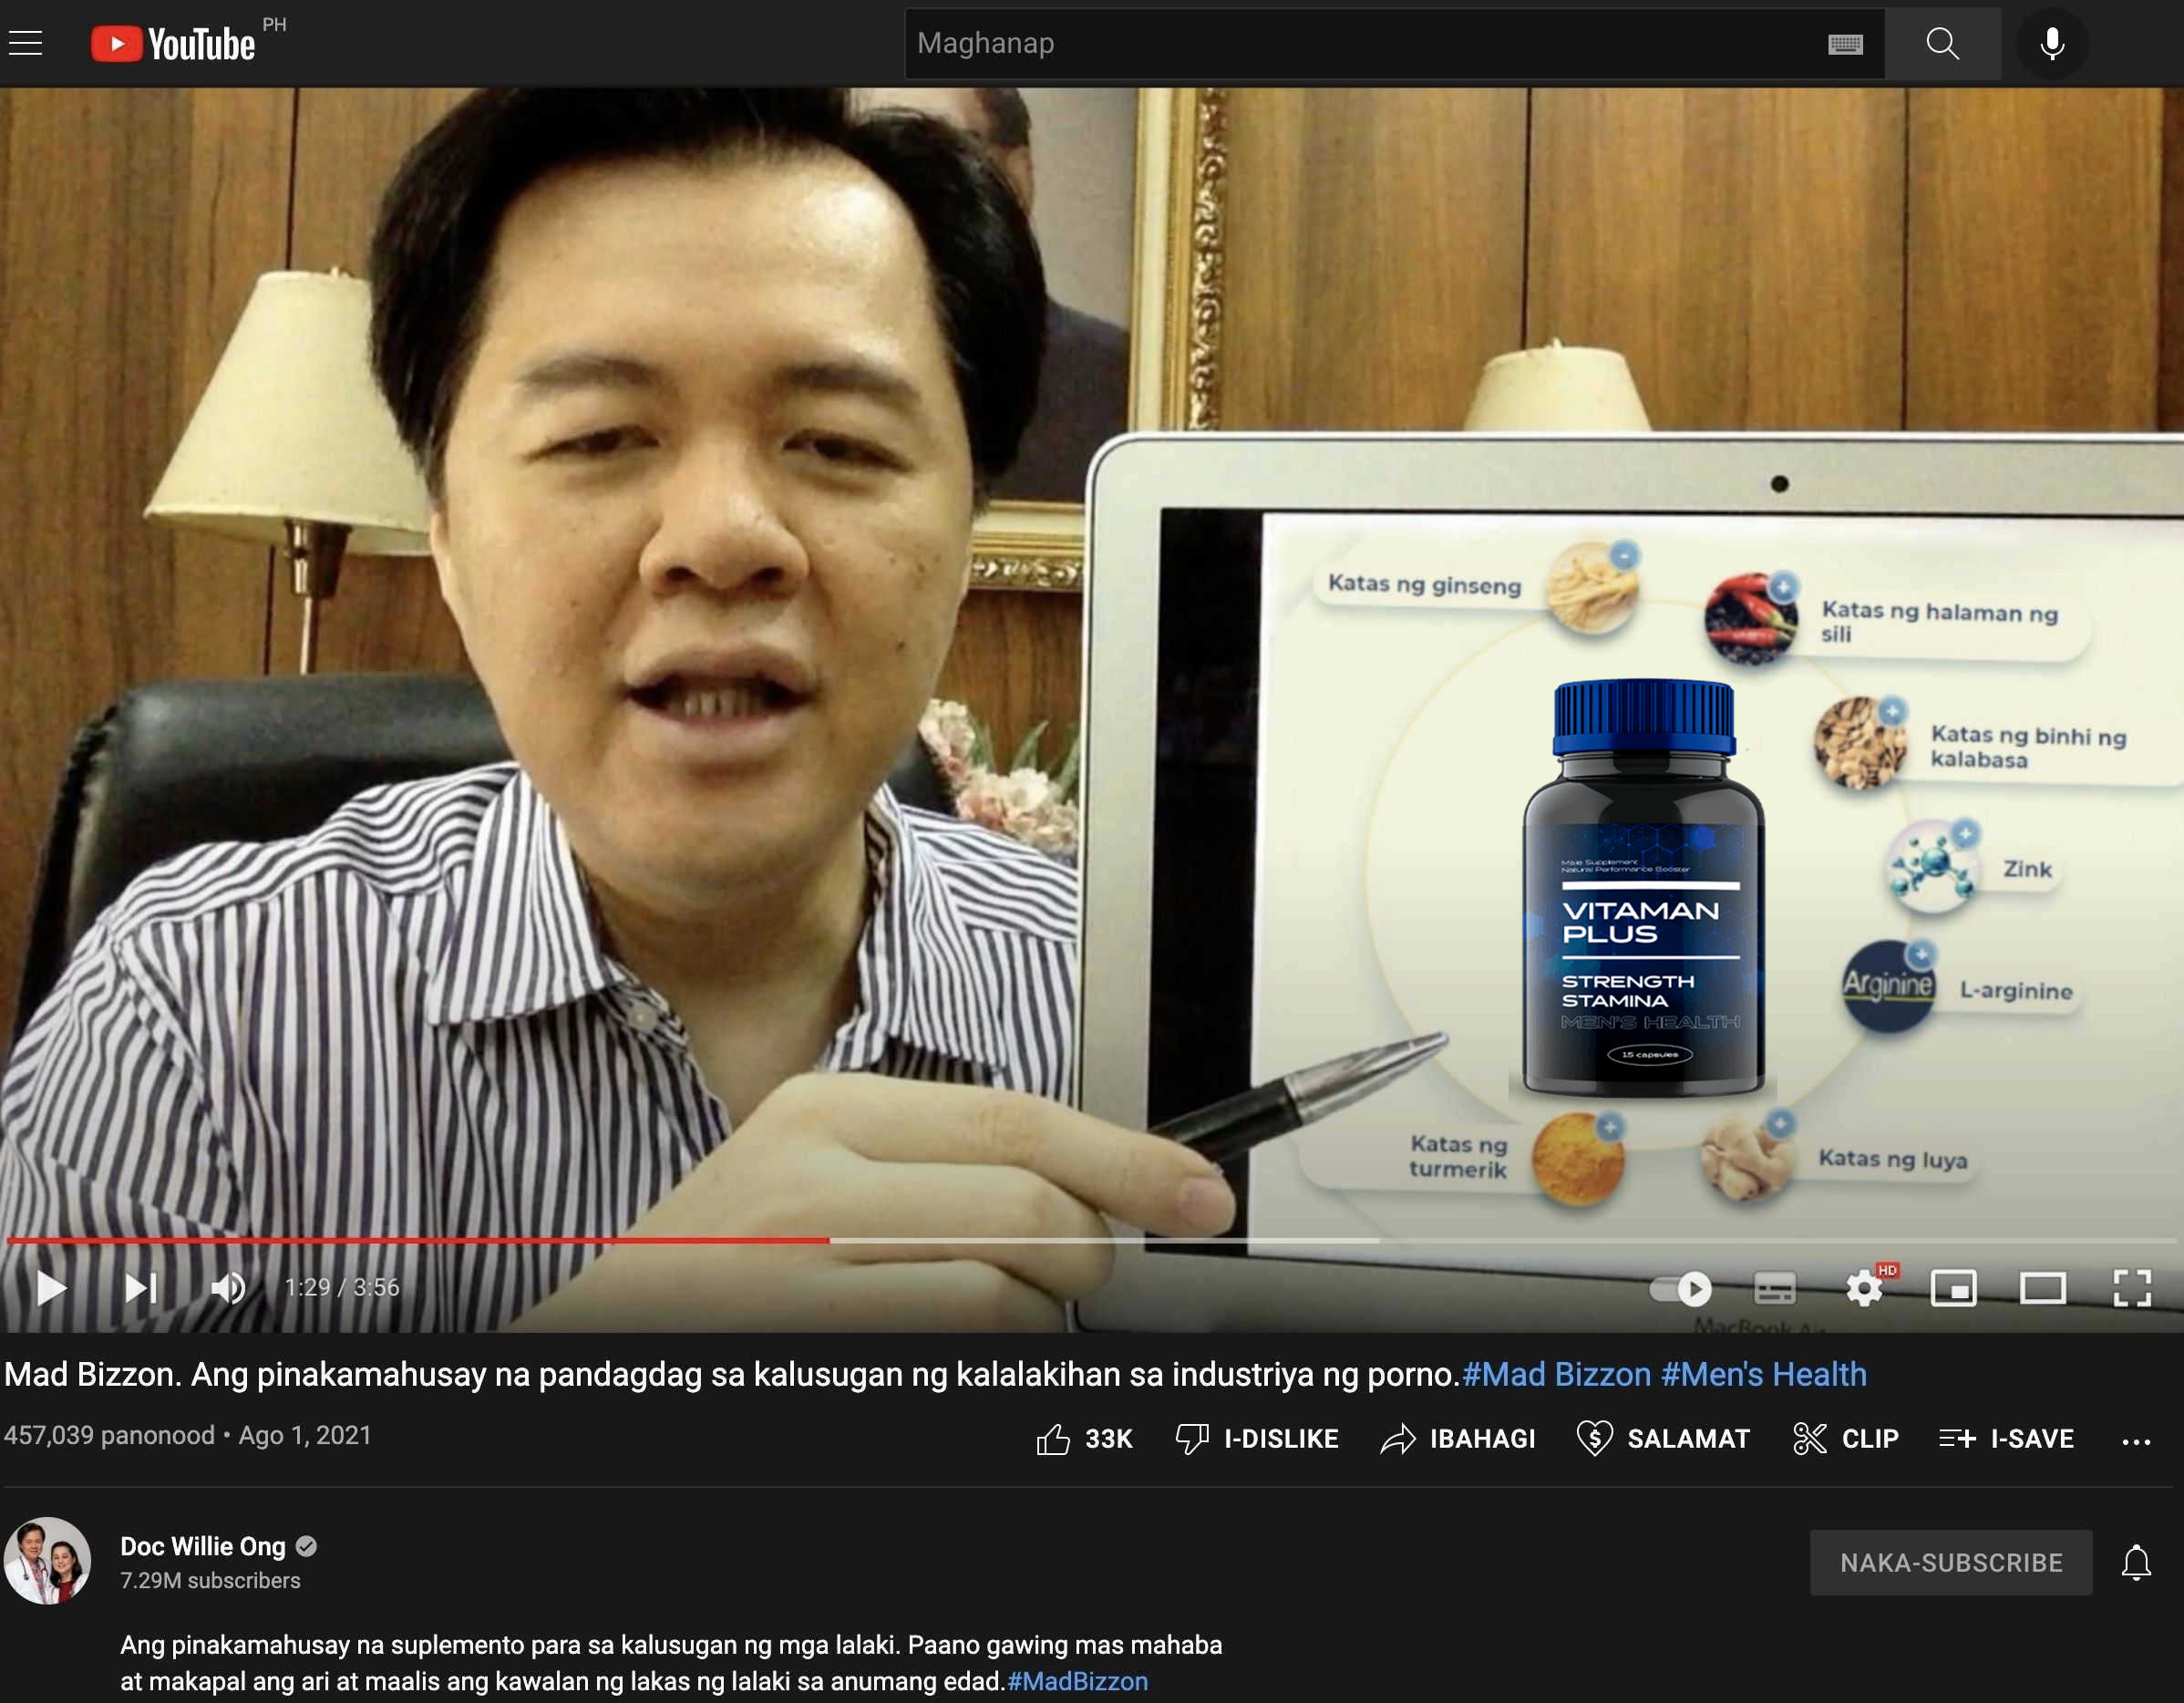 YouTube PH
Maghanap
Katas ng ginseng
Katas ng halaman ng
sili
Katas ng binhi ng
kalabasa
Zink
Arginine
L-arginine
Katas ng luya
Katas ng
turmerik
Male Supplement
Natural Performance Booster
VITAMAN
PLUS
STRENGTH
STAMINA
MEN'S HEALTH
15 capsules
1:29 / 3:56
HD
MacBook Air
Mad Bizzon. Ang pinakamahusay na pandagdag sa kalusugan ng kalalakihan sa industriya ng porno.#Mad Bizzon #Men's Health
457,039 panonood • Ago 1, 2021
33K
I-DISLIKE
IBAHAGI
SALAMAT
CLIP
I-SAVE
Doc Willie Ong
7.29M subscribers
NAKA-SUBSCRIBE
Ang pinakamahusay na suplemento para sa kalusugan ng mga lalaki. Paano gawing mas mahaba
at makapal ang ari at maalis ang kawalan ng lakas ng lalaki sa anumang edad.#MadBizzon